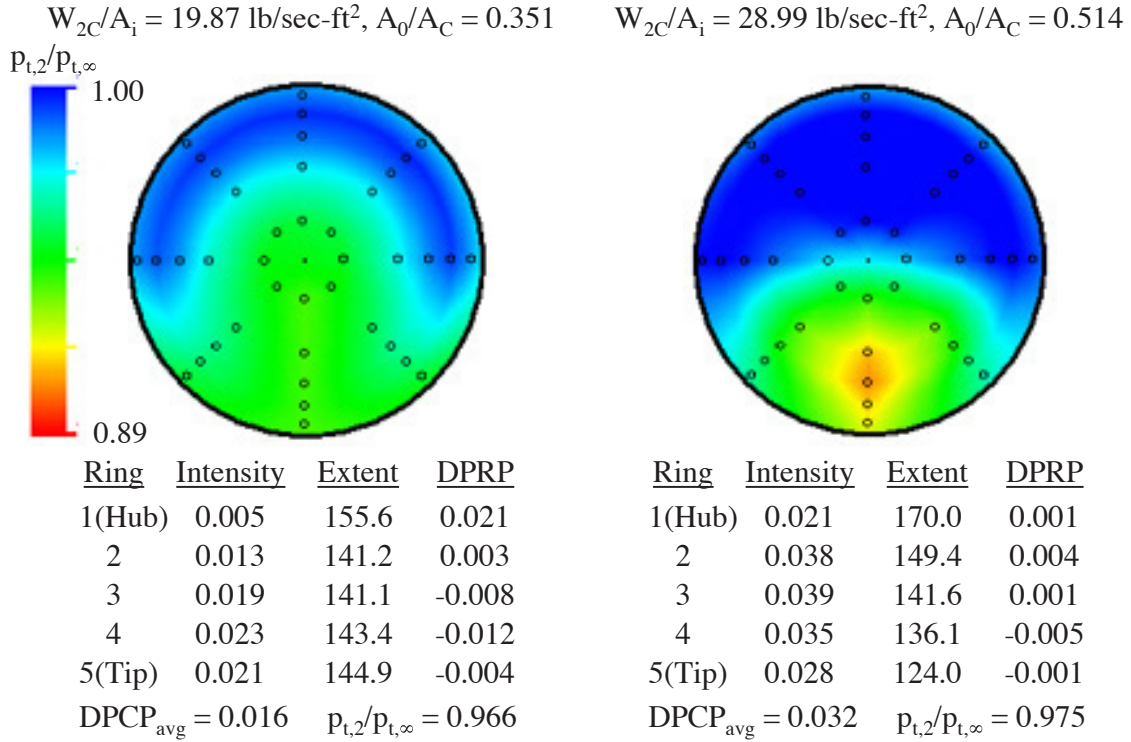 W2C/Ai = 19.87 lb/sec-ft², A0/AC = 0.351
W2C/Ai = 28.99 lb/sec-ft², A0/AC = 0.514
pt,2/pt,∞
1.00
0.89
Ring Intensity Extent DPRP
1(Hub) 0.005 155.6 0.021
2 0.013 141.2 0.003
3 0.019 141.1 -0.008
4 0.023 143.4 -0.012
5(Tip) 0.021 144.9 -0.004
DPCPavg = 0.016 pt,2/pt,∞ = 0.966
Ring Intensity Extent DPRP
1(Hub) 0.021 170.0 0.001
2 0.038 149.4 0.004
3 0.039 141.6 0.001
4 0.035 136.1 -0.005
5(Tip) 0.028 124.0 -0.001
DPCPavg = 0.032 pt,2/pt,∞ = 0.975